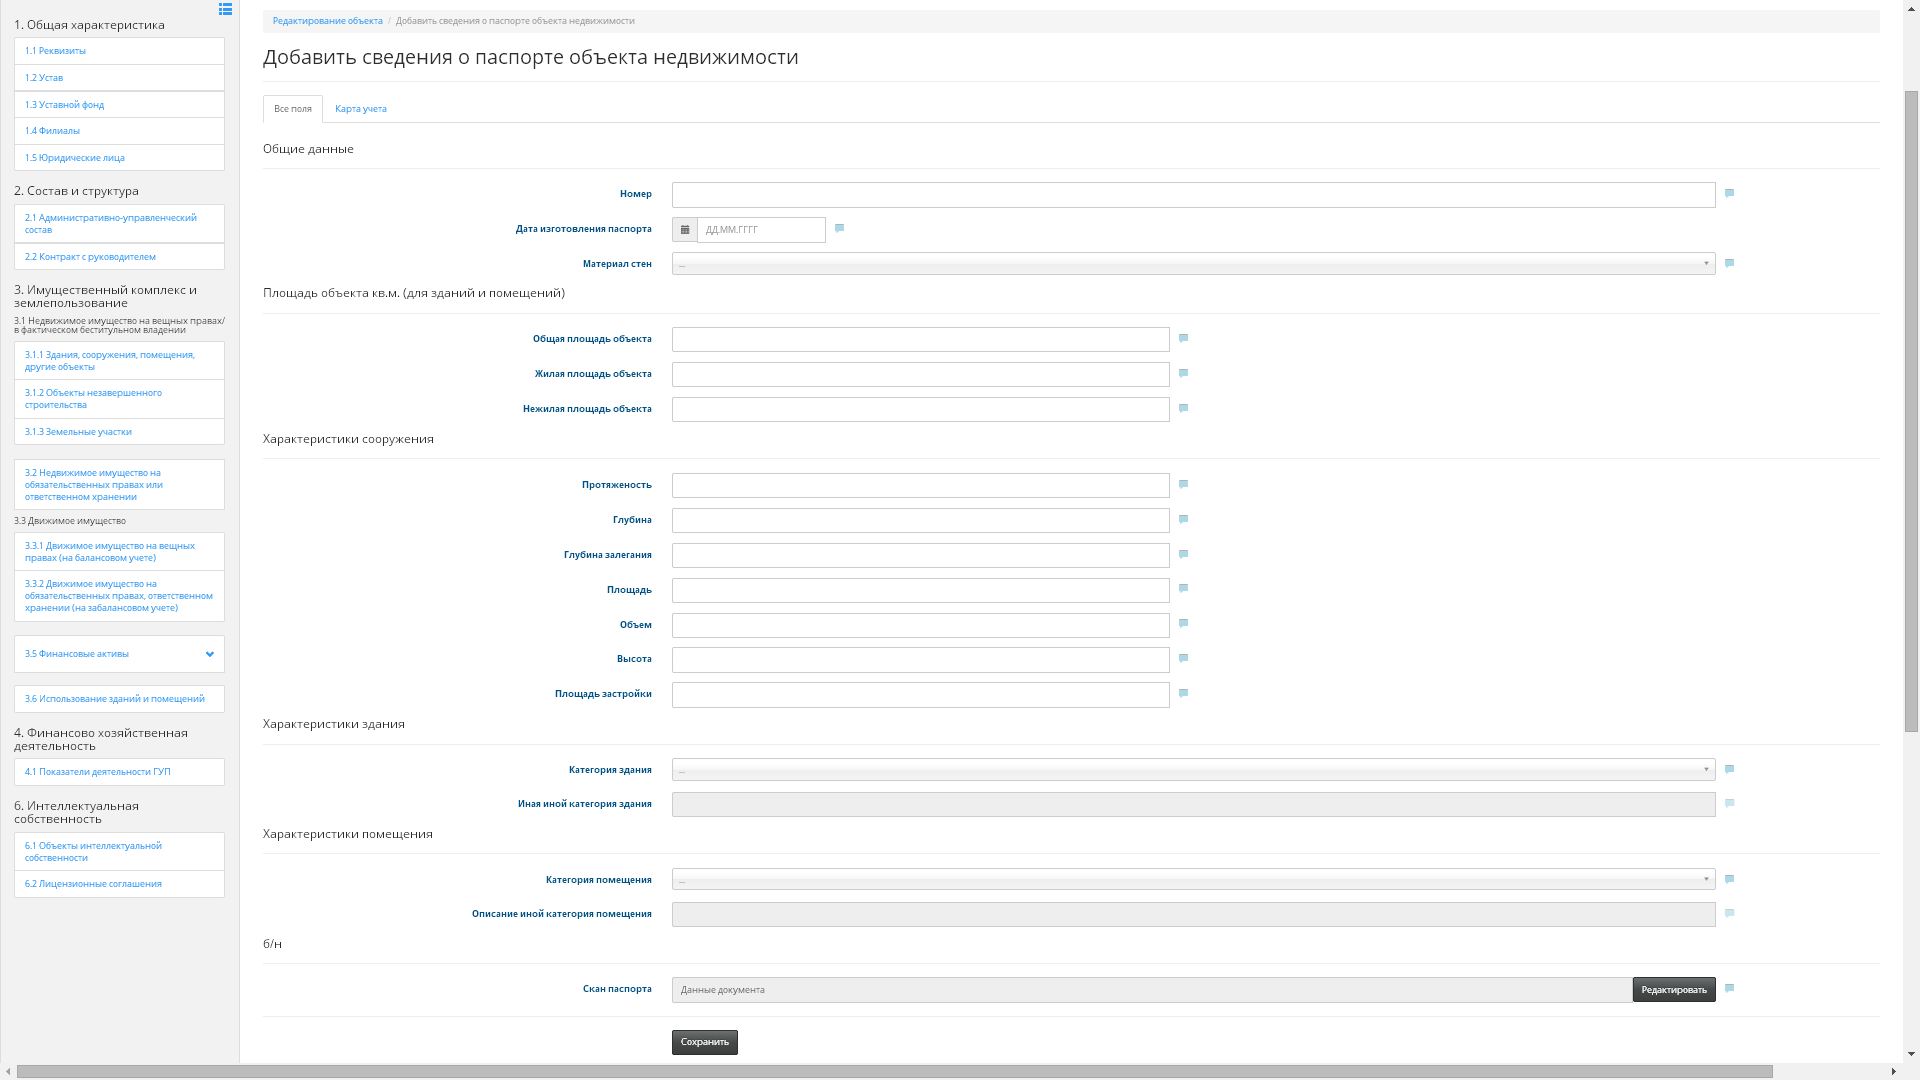 1. Общая характеристика
1.1 Реквизиты
1.2 Устав
1.3 Уставной фонд
1.4 Филиалы
1.5 Юридические лица
2. Состав и структура
2.1 Административно-управленческий
состав
2.2 Контракт с руководителем
3. Имущественный комплекс и
землепользование
3.1 Недвижимое имущество на вещных правах/
в фактическом беститульном владении
3.1.1 Здания, сооружения, помещения,
другие объекты
3.1.2 Объекты незавершенного
строительства
3.1.3 Земельные участки
3.2 Недвижимое имущество на
обязательственных правах или
ответственном хранении
3.3 Движимое имущество
3.3.1 Движимое имущество на вещных
правах (на балансовом учете)
3.3.2 Движимое имущество на
обязательственных правах, ответственном
хранении (на забалансовом учете)
3.5 Финансовые активы
3.6 Использование зданий и помещений
4. Финансово хозяйственная
деятельность
4.1 Показатели деятельности ГУП
6. Интеллектуальная
собственность
6.1 Объекты интеллектуальной
собственности
6.2 Лицензионные соглашения
Редактирование объекта / Добавить сведения о паспорте объекта недвижимости
Добавить сведения о паспорте объекта недвижимости
Все поля Карта учета
Общие данные
Номер
Дата изготовления паспорта ДД.ММ.ГГГГ
Материал стен ...
Площадь объекта кв.м. (для зданий и помещений)
Общая площадь объекта
Жилая площадь объекта
Нежилая площадь объекта
Характеристики сооружения
Протяженость
Глубина
Глубина залегания
Площадь
Объем
Высота
Площадь застройки
Характеристики здания
Категория здания ...
Иная иной категория здания
Характеристики помещения
Категория помещения ...
Описание иной категория помещения
б/н
Скан паспорта Данные документа Редактировать
Сохранить